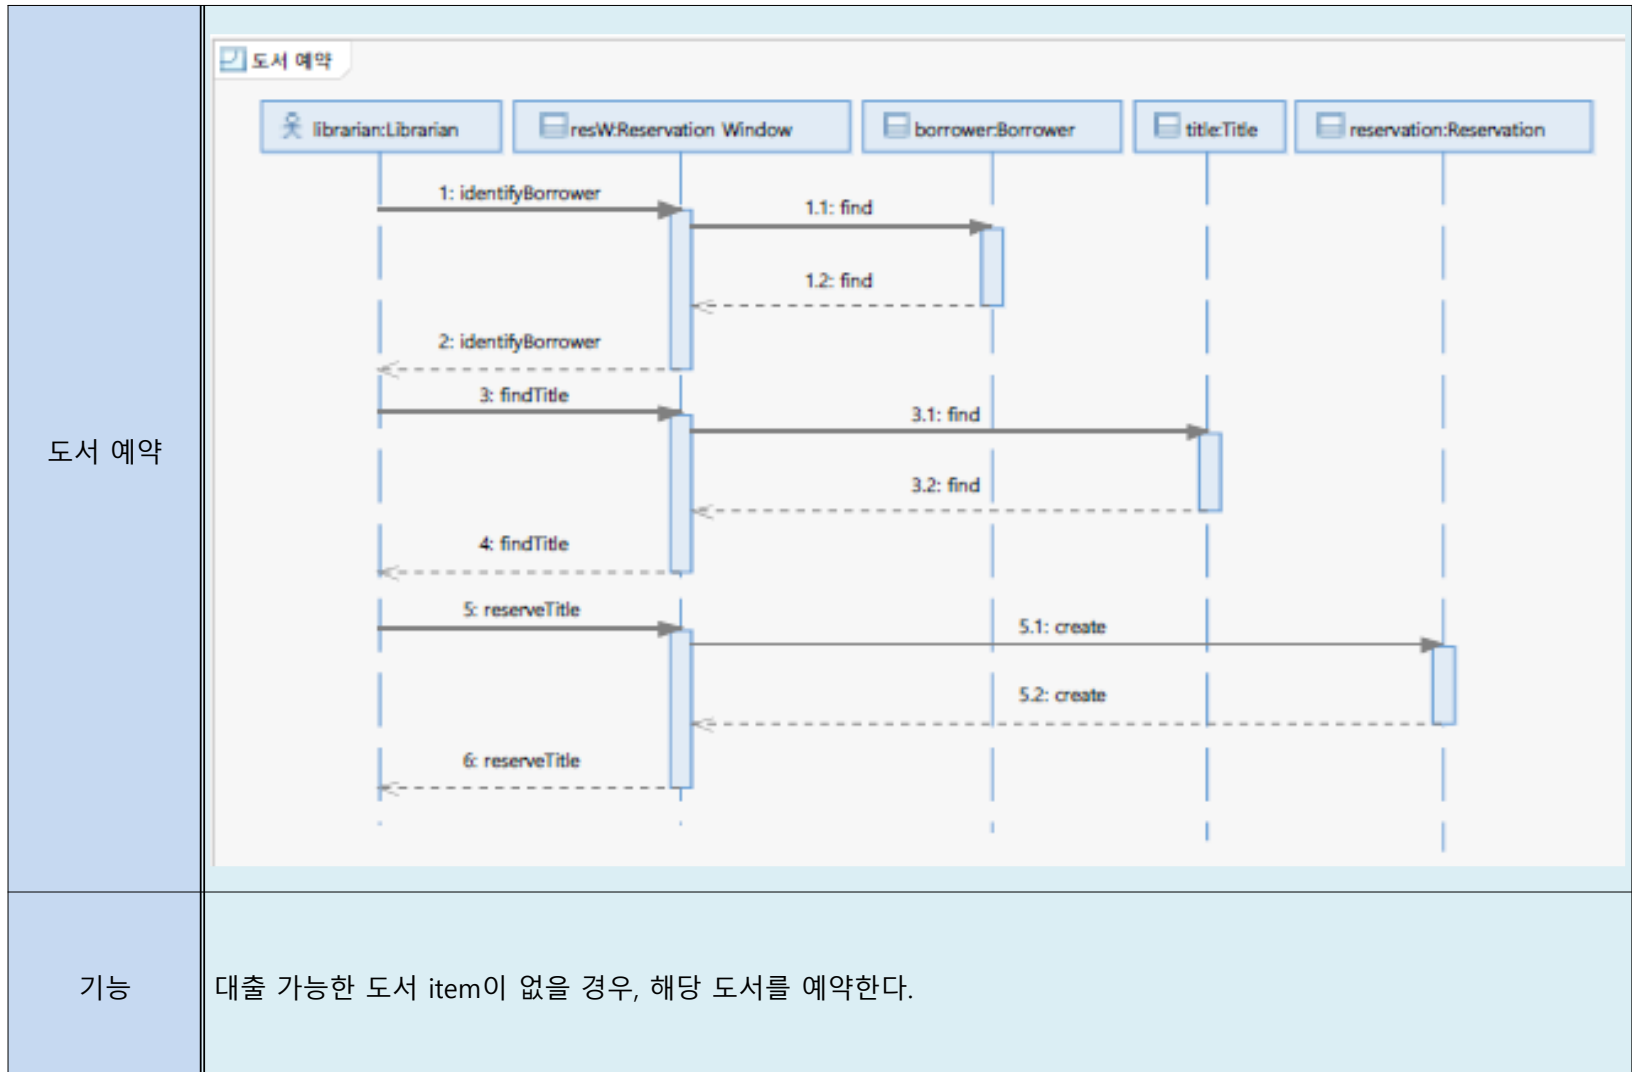 도서 예약
librarian:Librarian
resW:Reservation Window
borrower:Borrower
title:Title
reservation:Reservation
1: identifyBorrower
1.1: find
1.2: find
2: identifyBorrower
3: findTitle
3.1: find
도서 예약
3.2: find
4: findTitle
5: reserveTitle
5.1: create
5.2: create
6: reserveTitle
기능
대출 가능한 도서 item이 없을 경우, 해당 도서를 예약한다.